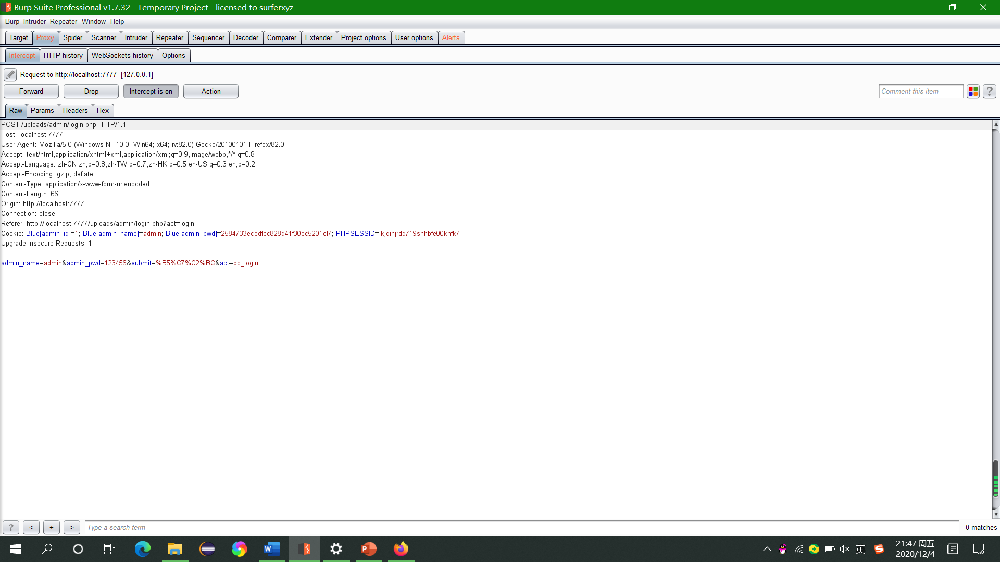 Burp Suite Professional v1.7.32 - Temporary Project - licensed to surferxyz
Burp Intruder Repeater Window Help
Target Proxy Spider Scanner Intruder Repeater Sequencer Decoder Comparer Extender Project options User options Alerts
Intercept HTTP history WebSockets history Options
Request to http://localhost:7777 [127.0.0.1]
Forward Drop Intercept is on Action Comment this item ?
Raw Params Headers Hex
POST /uploads/admin/login.php HTTP/1.1
Host: localhost:7777
User-Agent: Mozilla/5.0 (Windows NT 10.0; Win64; x64; rv:82.0) Gecko/20100101 Firefox/82.0
Accept: text/html,application/xhtml+xml,application/xml;q=0.9,image/webp,*/*;q=0.8
Accept-Language: zh-CN,zh;q=0.8,zh-TW;q=0.7,zh-HK;q=0.5,en-US;q=0.3,en;q=0.2
Accept-Encoding: gzip, deflate
Content-Type: application/x-www-form-urlencoded
Content-Length: 66
Origin: http://localhost:7777
Connection: close
Referer: http://localhost:7777/uploads/admin/login.php?act=login
Cookie: Blue[admin_id]=1; Blue[admin_name]=admin; Blue[admin_pwd]=2584733ecedfcc828d41f30ec5201cf7; PHPSESSID=ikjqihjrdq719snhbfe00khfk7
Upgrade-Insecure-Requests: 1
admin_name=admin&admin_pwd=123456&submit=%B5%C7%C2%BC&act=do_login
? < + > Type a search term 0 matches
英 21:47 周五
2020/12/4